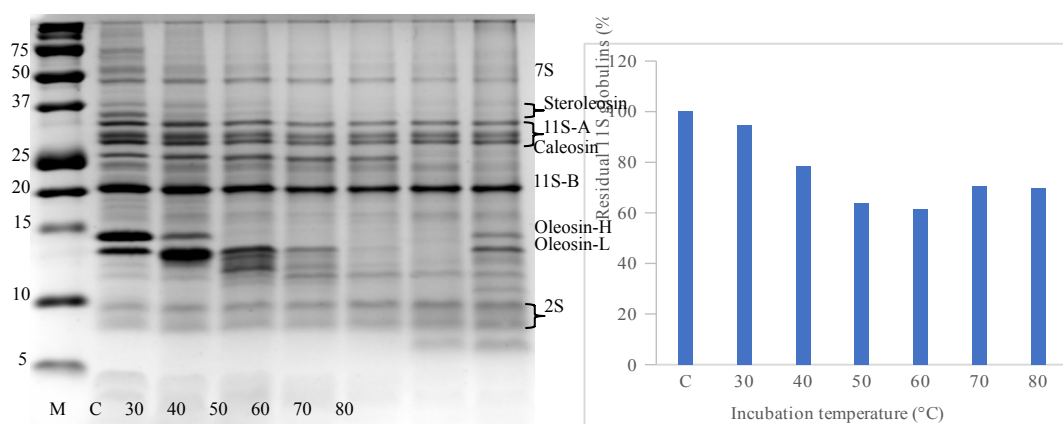 75
50
37
25
20
15
10
5
7S
Steroleosin
11S-A
Caleosin
11S-B
Oleosin-H
Oleosin-L
2S
M C 30 40 50 60 70 80
Residual 11S globulins (%
120
100
80
60
40
20
0
C 30 40 50 60 70 80
Incubation temperature (°C)